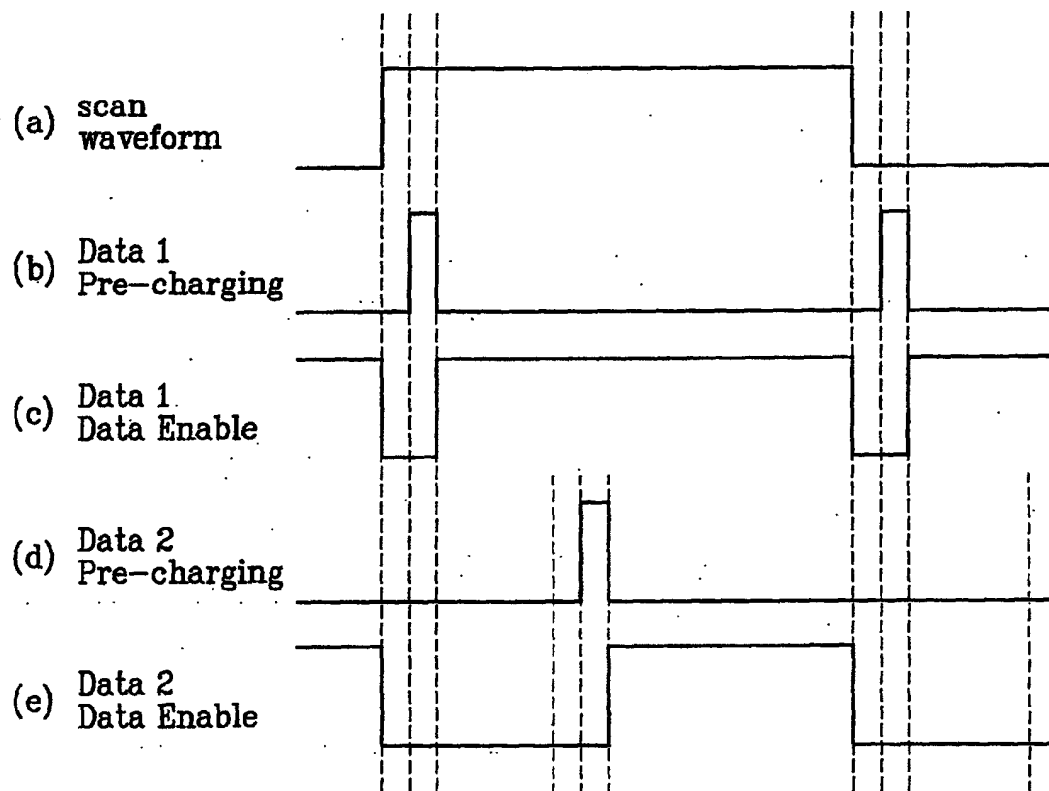 (a) scan
waveform
(b) Data 1
Pre-charging
(c) Data 1
Data Enable
(d) Data 2
Pre-charging
(e) Data 2
Data Enable